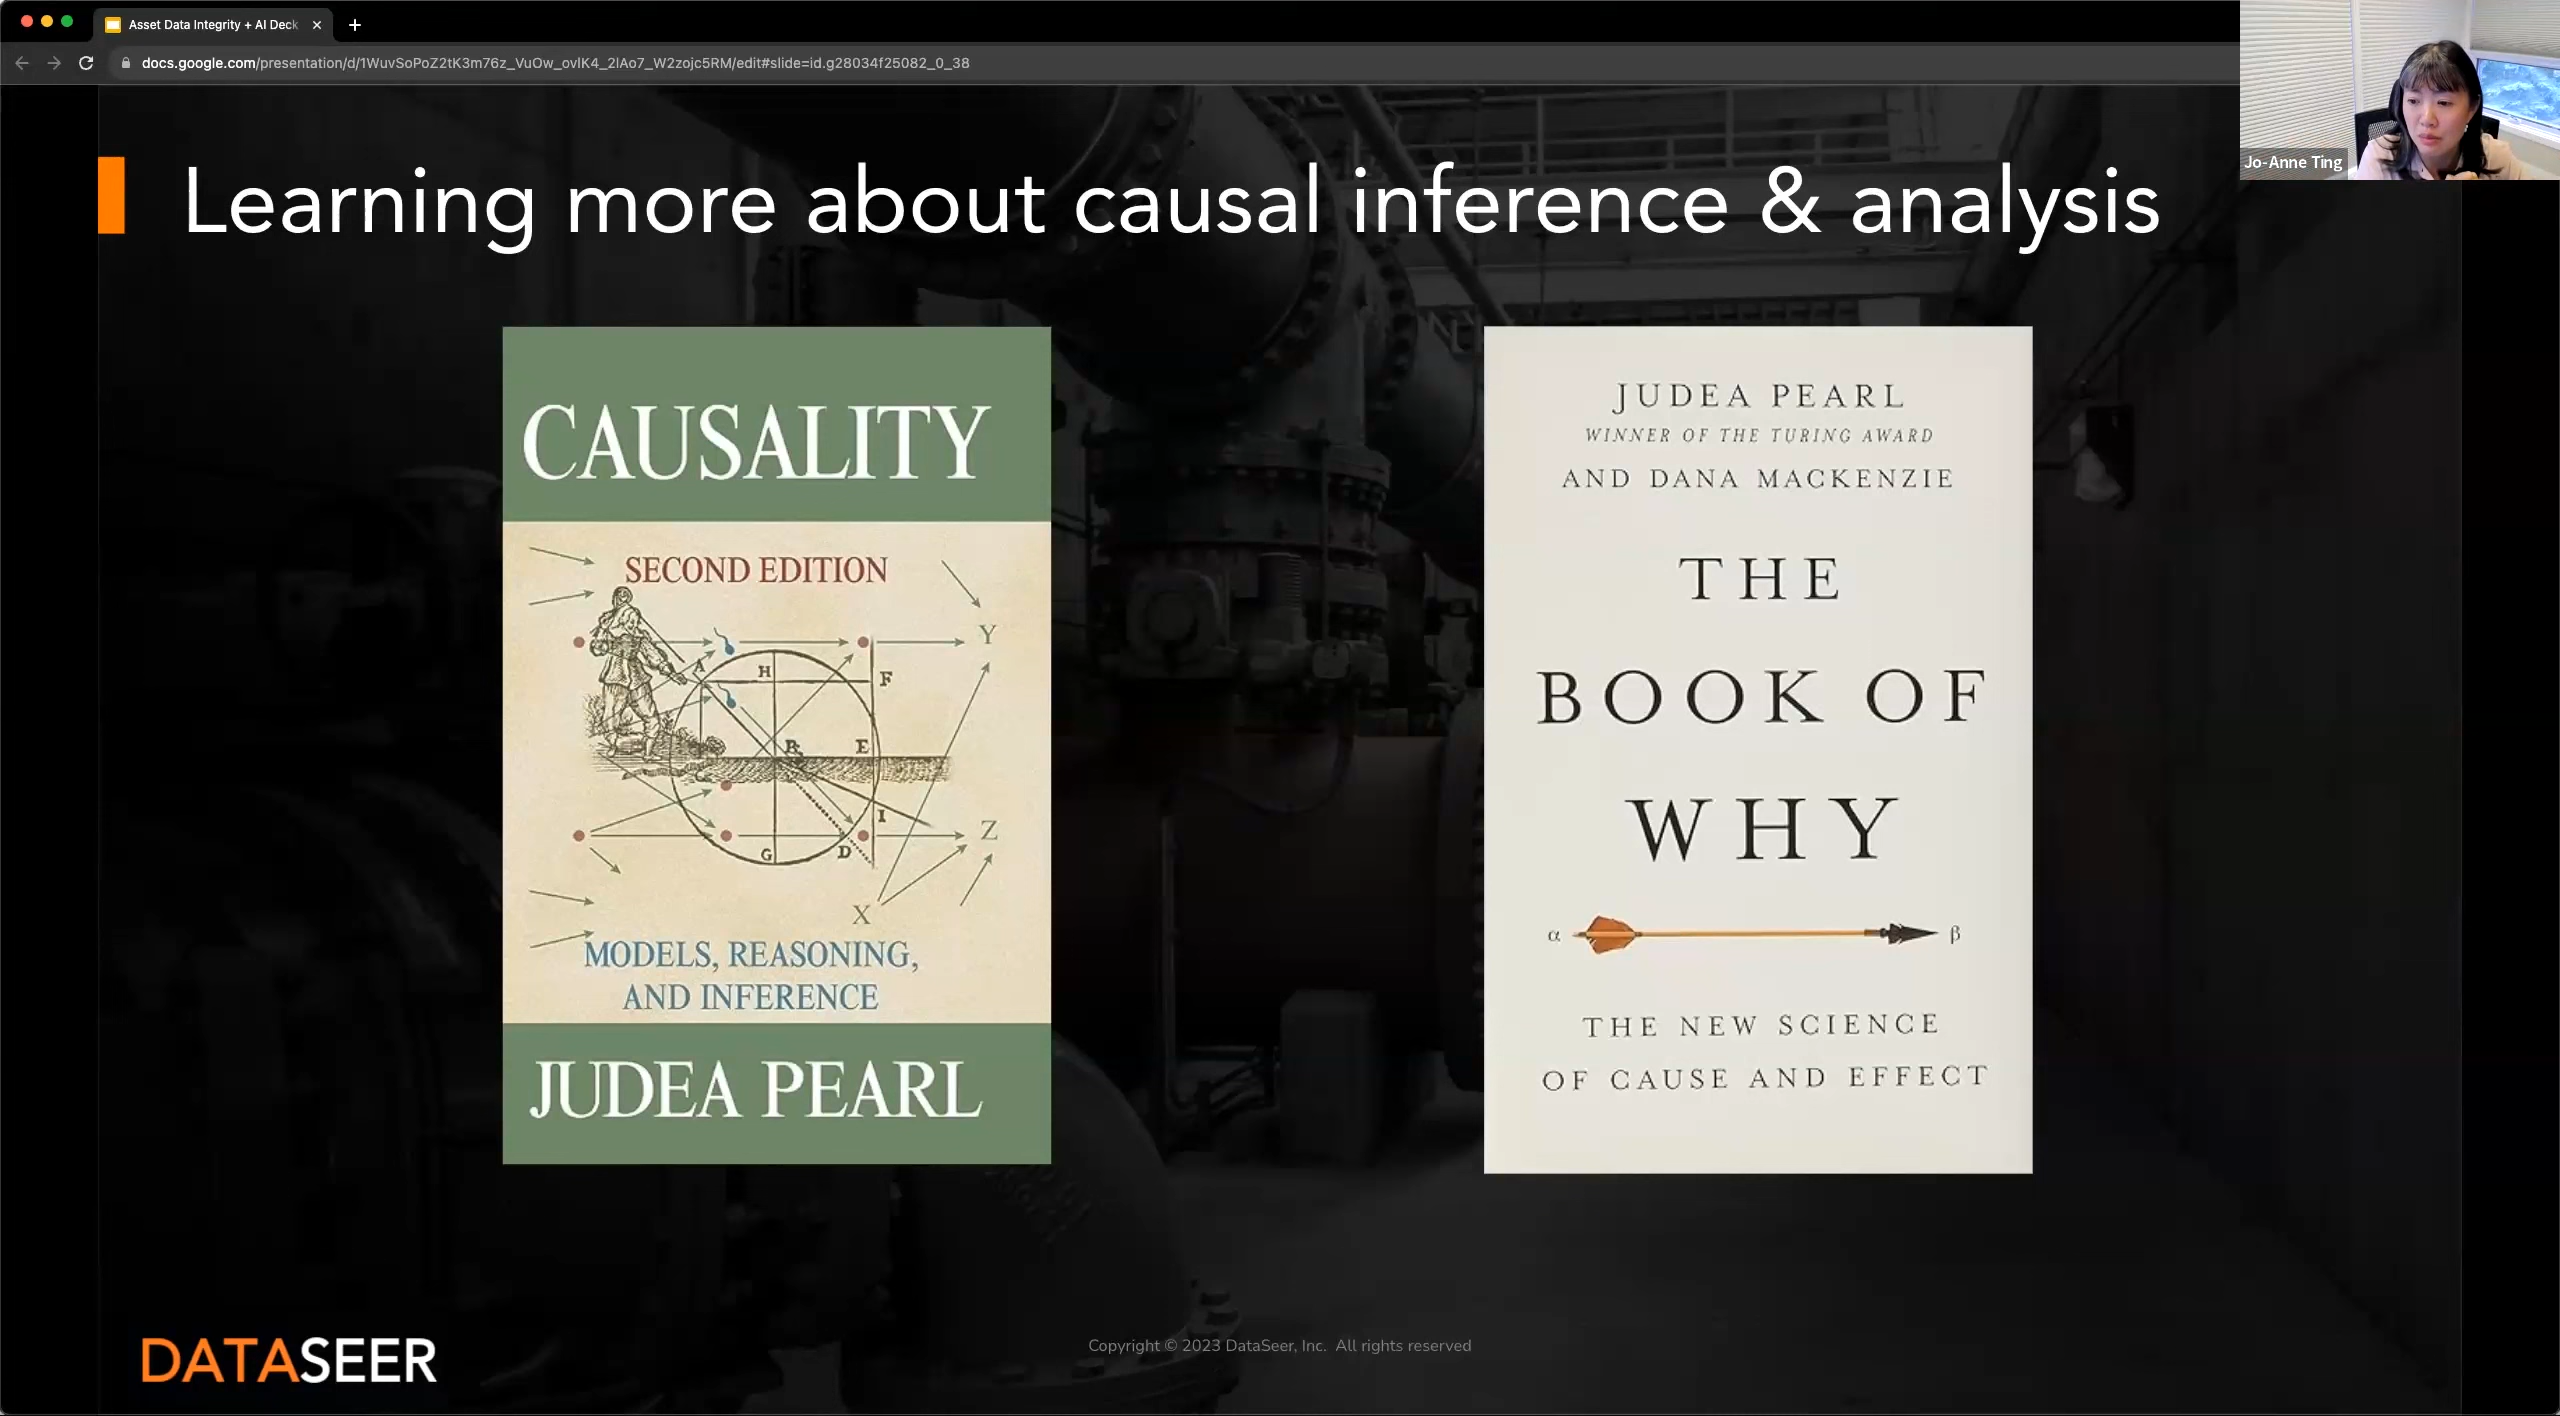 Asset Data Integrity + AI Deck
docs.google.com/presentation/d/1WuvSoPoZ2tK3m76z_VuOw_ovlK4_2lAo7_W2zojc5RM/edit#slide=id.g28034f25082_0_38
Jo-Anne Ting
Learning more about causal inference & analysis
CAUSALITY
SECOND EDITION
Y
A
H
F
B
E
I
Z
G
D
X
MODELS, REASONING,
AND INFERENCE
JUDEA PEARL
JUDEA PEARL
WINNER OF THE TURING AWARD
AND DANA MACKENZIE
THE
BOOK OF
WHY
α
β
THE NEW SCIENCE
OF CAUSE AND EFFECT
DATASEER
Copyright © 2023 DataSeer, Inc. All rights reserved